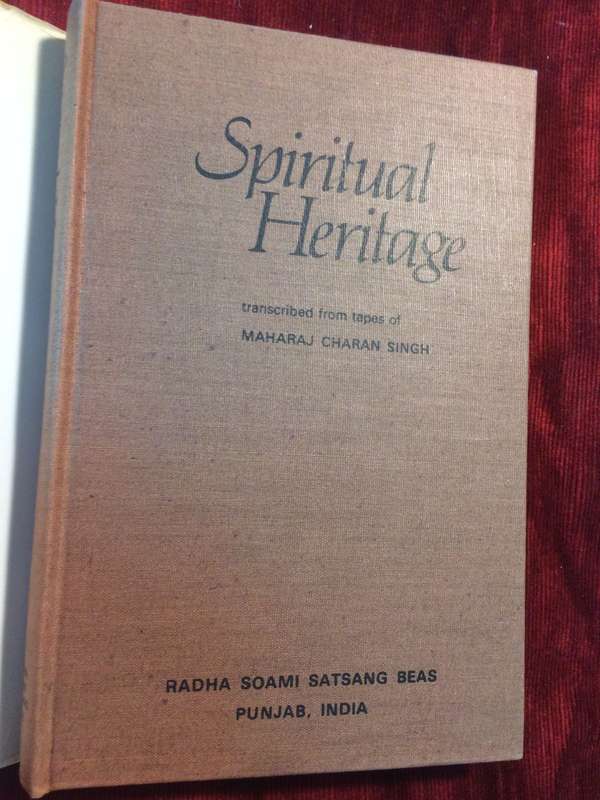 Spiritual
Heritage
transcribed from tapes of
MAHARAJ CHARAN SINGH
RADHA SOAMI SATSANG BEAS
PUNJAB, INDIA